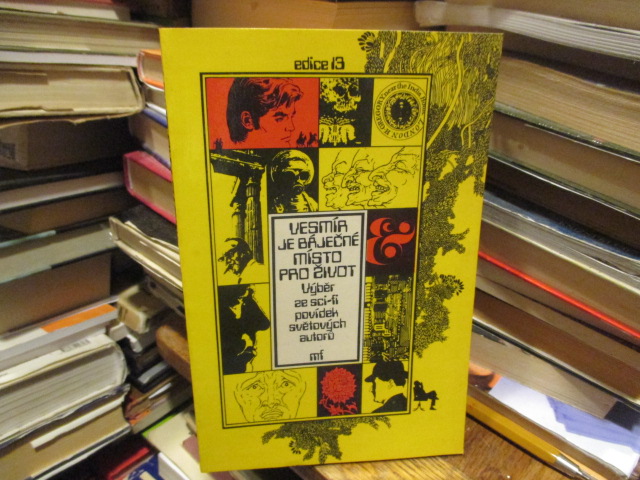 edice 13
VESMÍR
JE BÁJEČNÉ
MÍSTO
PRO ŽIVOT
Výběr
ze sci-fi
povídek
světových
autorů
mf
&